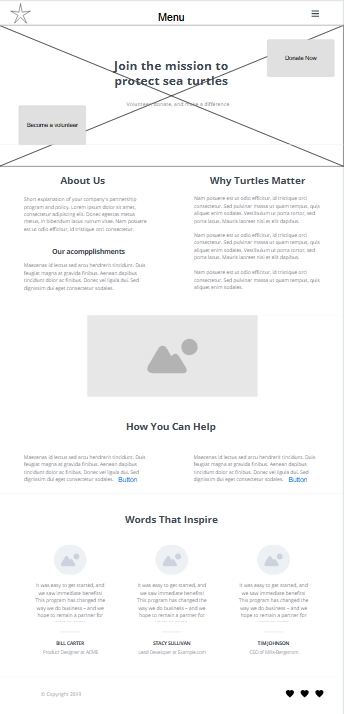 Menu
Join the mission to
protect sea turtles
Donate Now
Volunteer, donate, and make a difference
Become a volunteer
About Us
Short explanation of your company's partnership
program and policy. Lorem ipsum dolor sit amet,
consectetur adipiscing elit. Donec egestas metus
metus, in bibendum lacus rutrum vitae. Nam posuere
est ut odio efficitur, id tristique orci consectetur.
Our acomplishments
Maecenas id lectus sed arcu hendrerit tincidunt. Duis
feugiat magna et gravida finibus. Aenean dapibus
tincidunt dolor ac finibus. Donec vel ligula dui. Sed
dignissim dui eget consectetur sodales.
Why Turtles Matter
Nam posuere est ut odio efficitur, id tristique orci
consectetur. Sed pulvinar massa ut quam tempus, quis
aliquet enim sodales. Vestibulum ut porta dui, sed
porta lacus. Mauris laoreet nisi et elit dapibus.
Nam posuere est ut odio efficitur, id tristique orci
consectetur. Sed pulvinar massa ut quam tempus, quis
aliquet enim sodales. Vestibulum ut porta dui, sed
porta lacus. Mauris laoreet nisi et elit dapibus.
Nam posuere est ut odio efficitur, id tristique orci
consectetur. Sed pulvinar massa ut quam tempus, quis
aliquet enim sodales.
How You Can Help
Maecenas id lectus sed arcu hendrerit tincidunt. Duis
feugiat magna et gravida finibus. Aenean dapibus
tincidunt dolor ac finibus. Donec vel ligula dui. Sed
dignissim dui eget consectetur sodales. Button
Maecenas id lectus sed arcu hendrerit tincidunt. Duis
feugiat magna et gravida finibus. Aenean dapibus
tincidunt dolor ac finibus. Donec vel ligula dui. Sed
dignissim dui eget consectetur sodales. Button
Words That Inspire
It was easy to get started, and
we saw immediate benefits!
This program has changed the
way we do business – and we
hope to remain a partner for
BILL CARTER
Product Designer at ACME
It was easy to get started, and
we saw immediate benefits!
This program has changed the
way we do business – and we
hope to remain a partner for
STACY SULLIVAN
Lead Developer at Example.com
It was easy to get started, and
we saw immediate benefits!
This program has changed the
way we do business – and we
hope to remain a partner for
TIM JOHNSON
© Copyright 2019